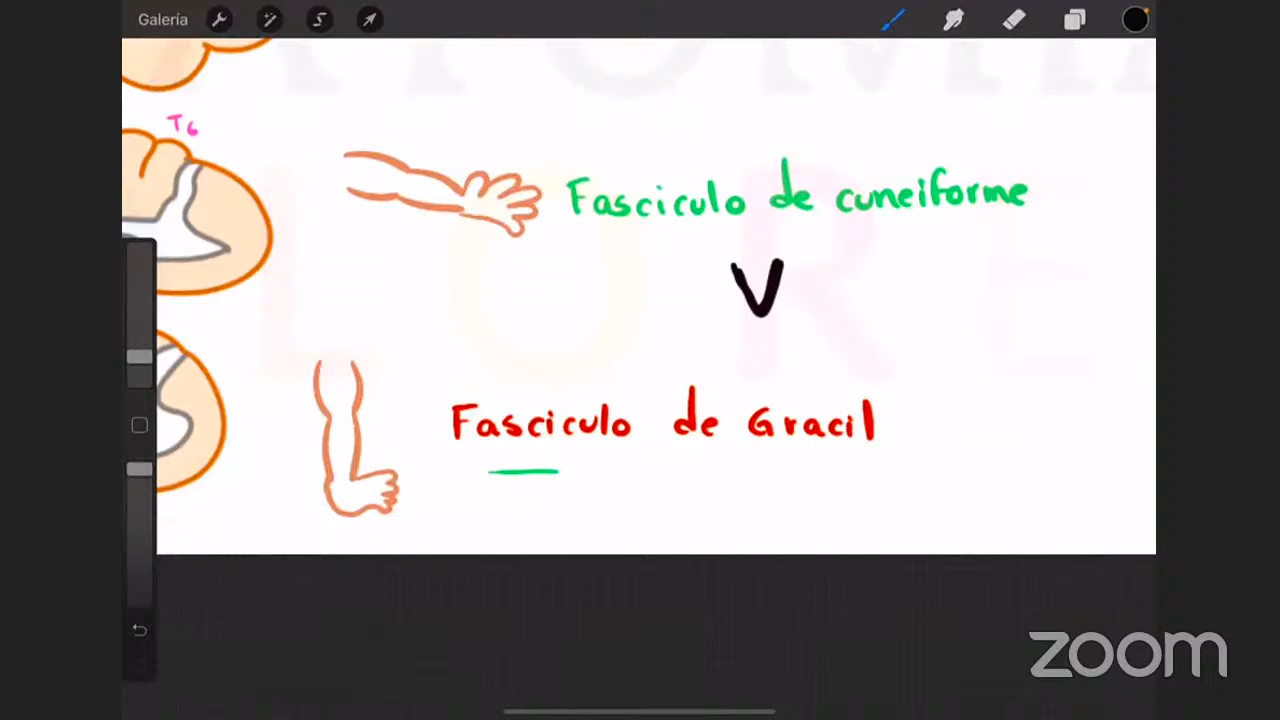 Galería
T6
Fasciculo de cuneiforme
V
Fasciculo de Gracil
zoom